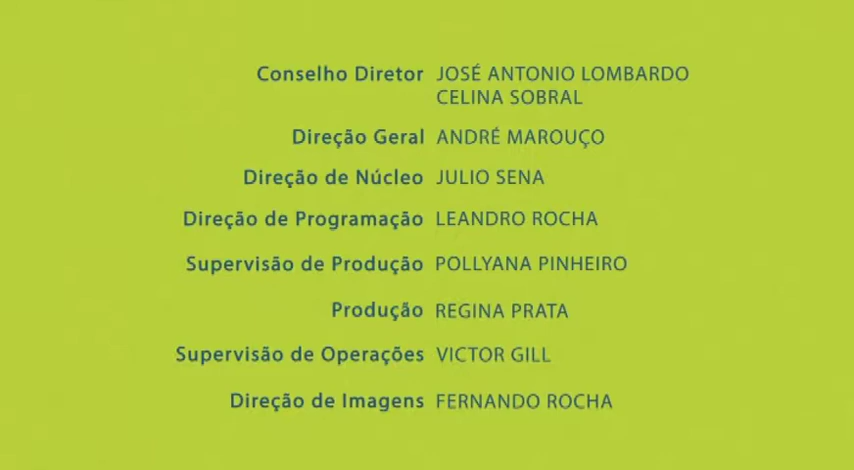 Conselho Diretor JOSÉ ANTONIO LOMBARDO
CELINA SOBRAL
Direção Geral ANDRÉ MAROUÇO
Direção de Núcleo JULIO SENA
Direção de Programação LEANDRO ROCHA
Supervisão de Produção POLLYANA PINHEIRO
Produção REGINA PRATA
Supervisão de Operações VICTOR GILL
Direção de Imagens FERNANDO ROCHA